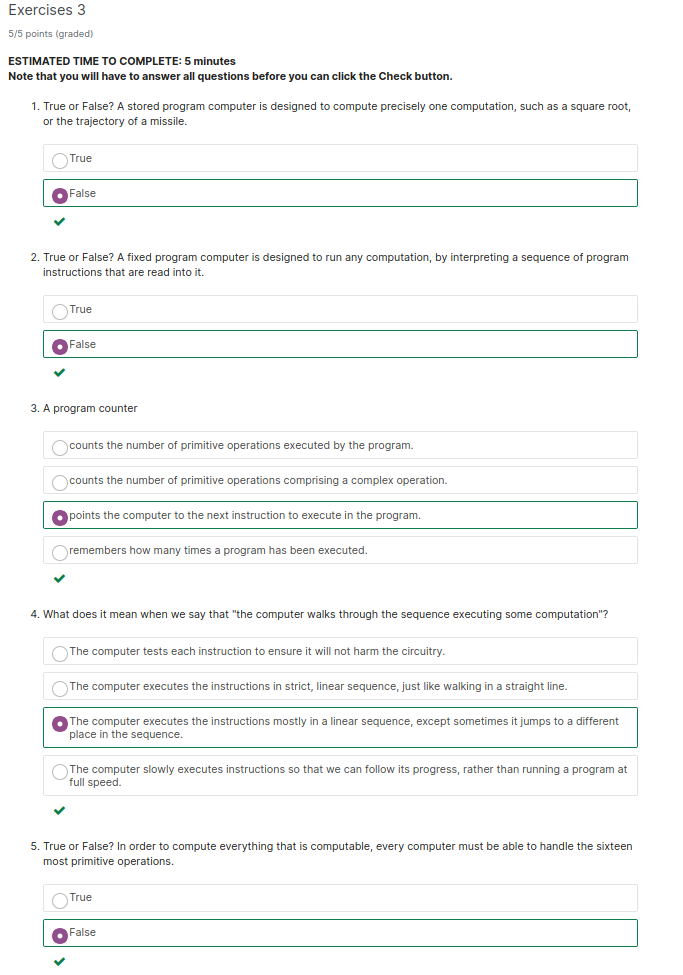 Exercises 3
5/5 points (graded)
ESTIMATED TIME TO COMPLETE: 5 minutes
Note that you will have to answer all questions before you can click the Check button.
1. True or False? A stored program computer is designed to compute precisely one computation, such as a square root,
or the trajectory of a missile.
True
False
2. True or False? A fixed program computer is designed to run any computation, by interpreting a sequence of program
instructions that are read into it.
True
False
3. A program counter
counts the number of primitive operations executed by the program.
counts the number of primitive operations comprising a complex operation.
points the computer to the next instruction to execute in the program.
remembers how many times a program has been executed.
4. What does it mean when we say that "the computer walks through the sequence executing some computation"?
The computer tests each instruction to ensure it will not harm the circuitry.
The computer executes the instructions in strict, linear sequence, just like walking in a straight line.
The computer executes the instructions mostly in a linear sequence, except sometimes it jumps to a different
place in the sequence.
The computer slowly executes instructions so that we can follow its progress, rather than running a program at
full speed.
5. True or False? In order to compute everything that is computable, every computer must be able to handle the sixteen
most primitive operations.
True
False